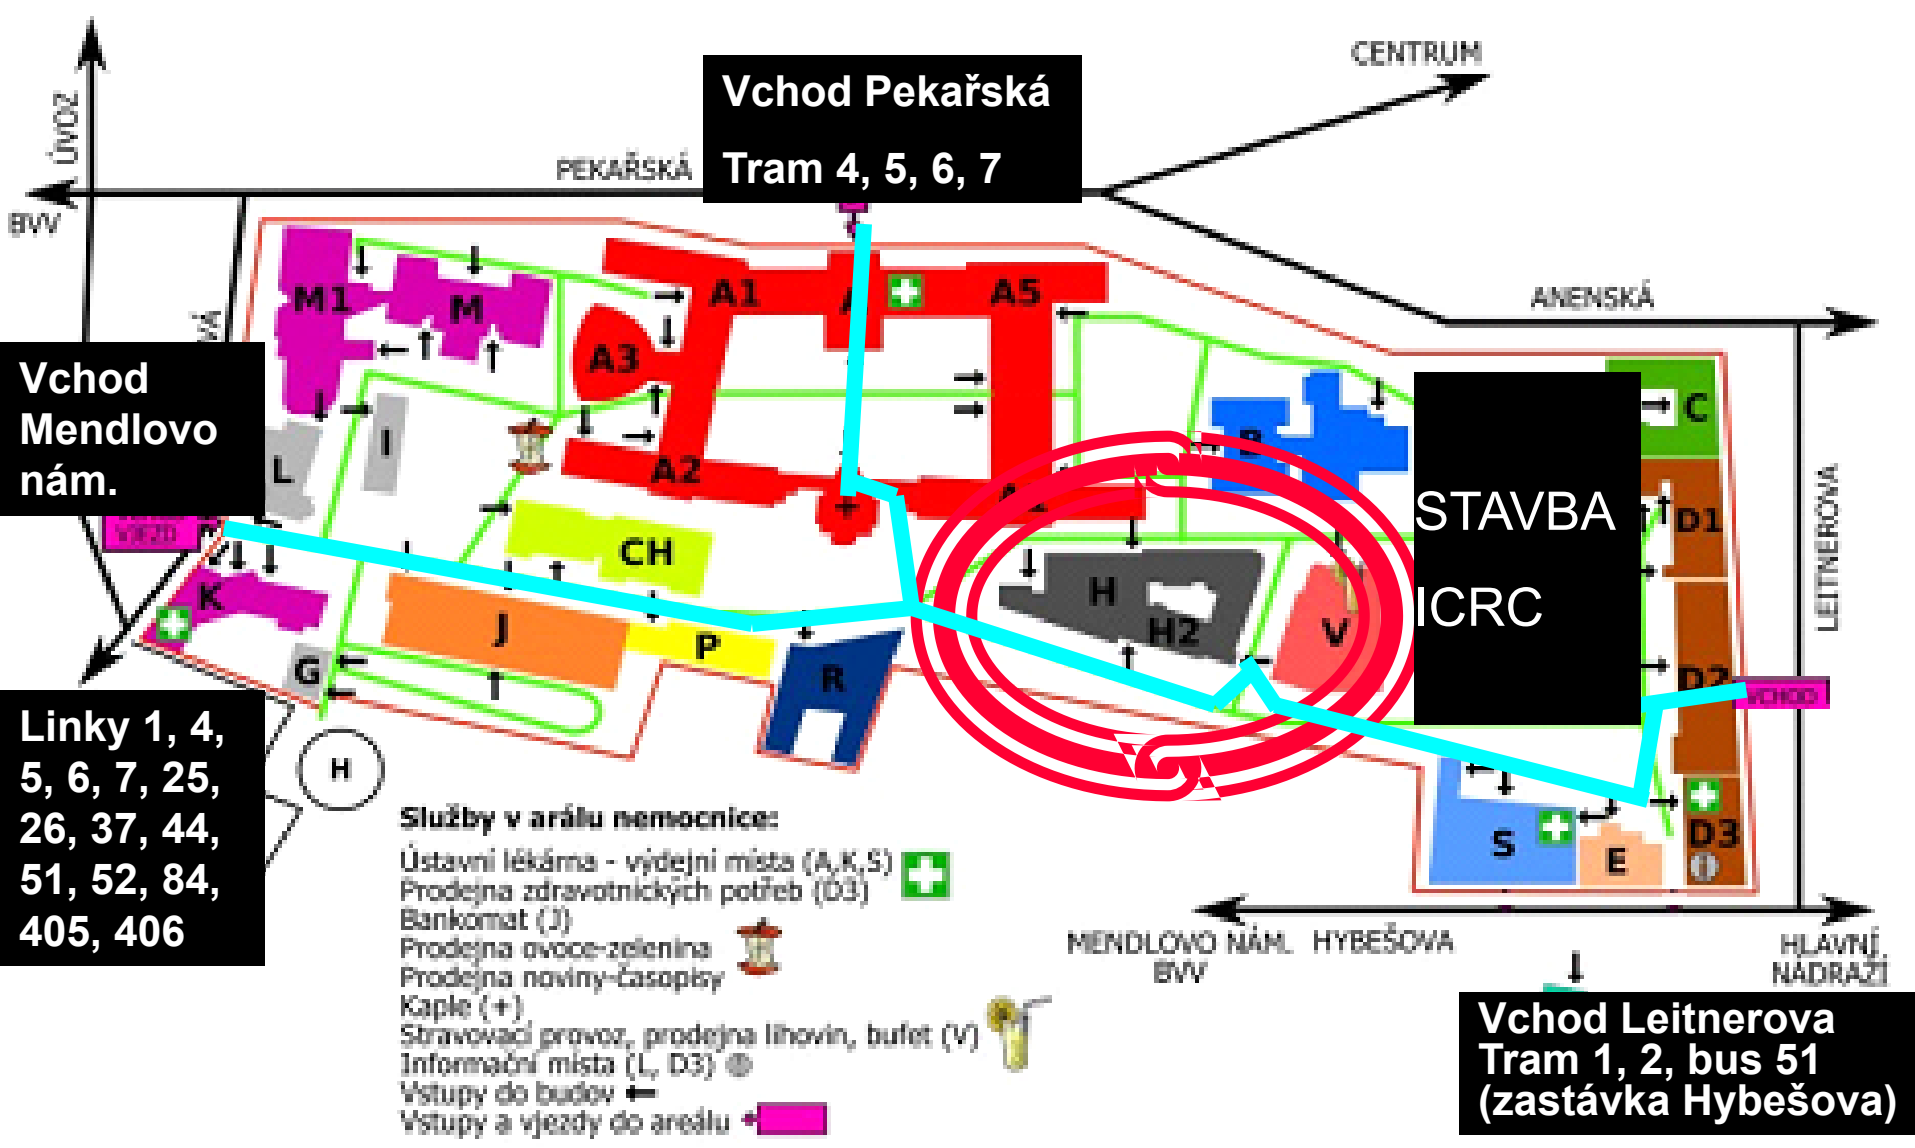 CENTRUM
ÚVOZ
Vchod Pekařská
Tram 4, 5, 6, 7
PEKAŘSKÁ
BVV
ANENSKÁ
M1
M
A1
A5
A3
VÁ
Vchod
Mendlovo
nám.
I
L
A2
B
C
STAVBA
ICRC
D1
LEITNEROVA
VJEZD
CH
+
H
H2
V
K
J
P
R
G
D2
VCHOD
Linky 1, 4,
5, 6, 7, 25,
26, 37, 44,
51, 52, 84,
405, 406
H
S
E
D3
Služby v arálu nemocnice:
Ústavní lékárna - výdejní místa (A,K,S)
Prodejna zdravotnických potřeb (D3)
Bankomat (J)
Prodejna ovoce-zelenina
Prodejna noviny-časopisy
Kaple (+)
Stravovací provoz, prodejna lihovin, bufet (V)
Informační místa (L, D3)
Vstupy do budov
Vstupy a vjezdy do areálu
MENDLOVO NÁM.
BVV
HYBEŠOVA
HLAVNÍ
NÁDRAŽÍ
Vchod Leitnerova
Tram 1, 2, bus 51
(zastávka Hybešova)